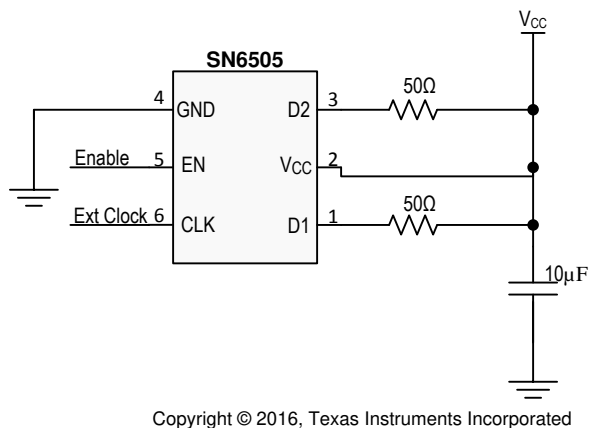 VCC
SN6505
4 GND D2 3 50Ω
Enable 5 EN VCC 2
Ext Clock 6 CLK D1 1 50Ω
10µF
Copyright © 2016, Texas Instruments Incorporated